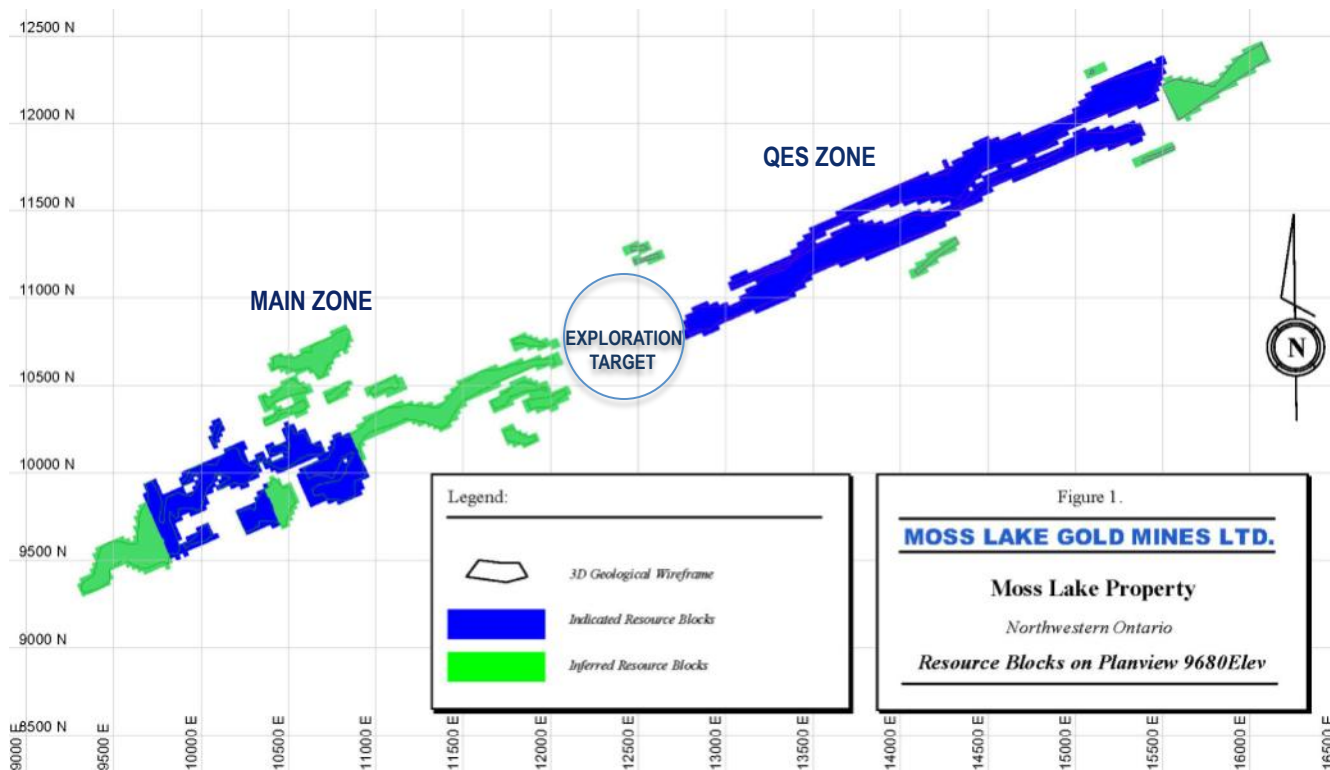 12500 N
12000 N
QES ZONE
11500 N
11000 N
MAIN ZONE
EXPLORATION
TARGET
N
10500 N
10000 N
Legend:
3D Geological Wireframe
Indicated Resource Blocks
Inferred Resource Blocks
Figure 1.
MOSS LAKE GOLD MINES LTD.
Moss Lake Property
Northwestern Ontario
Resource Blocks on Planview 9680Elev
9500 N
9000 N
8500 N
9000 E
9500 E
10000 E
10500 E
11000 E
11500 E
12000 E
12500 E
13000 E
13500 E
14000 E
14500 E
15000 E
15500 E
16000 E
16500 E